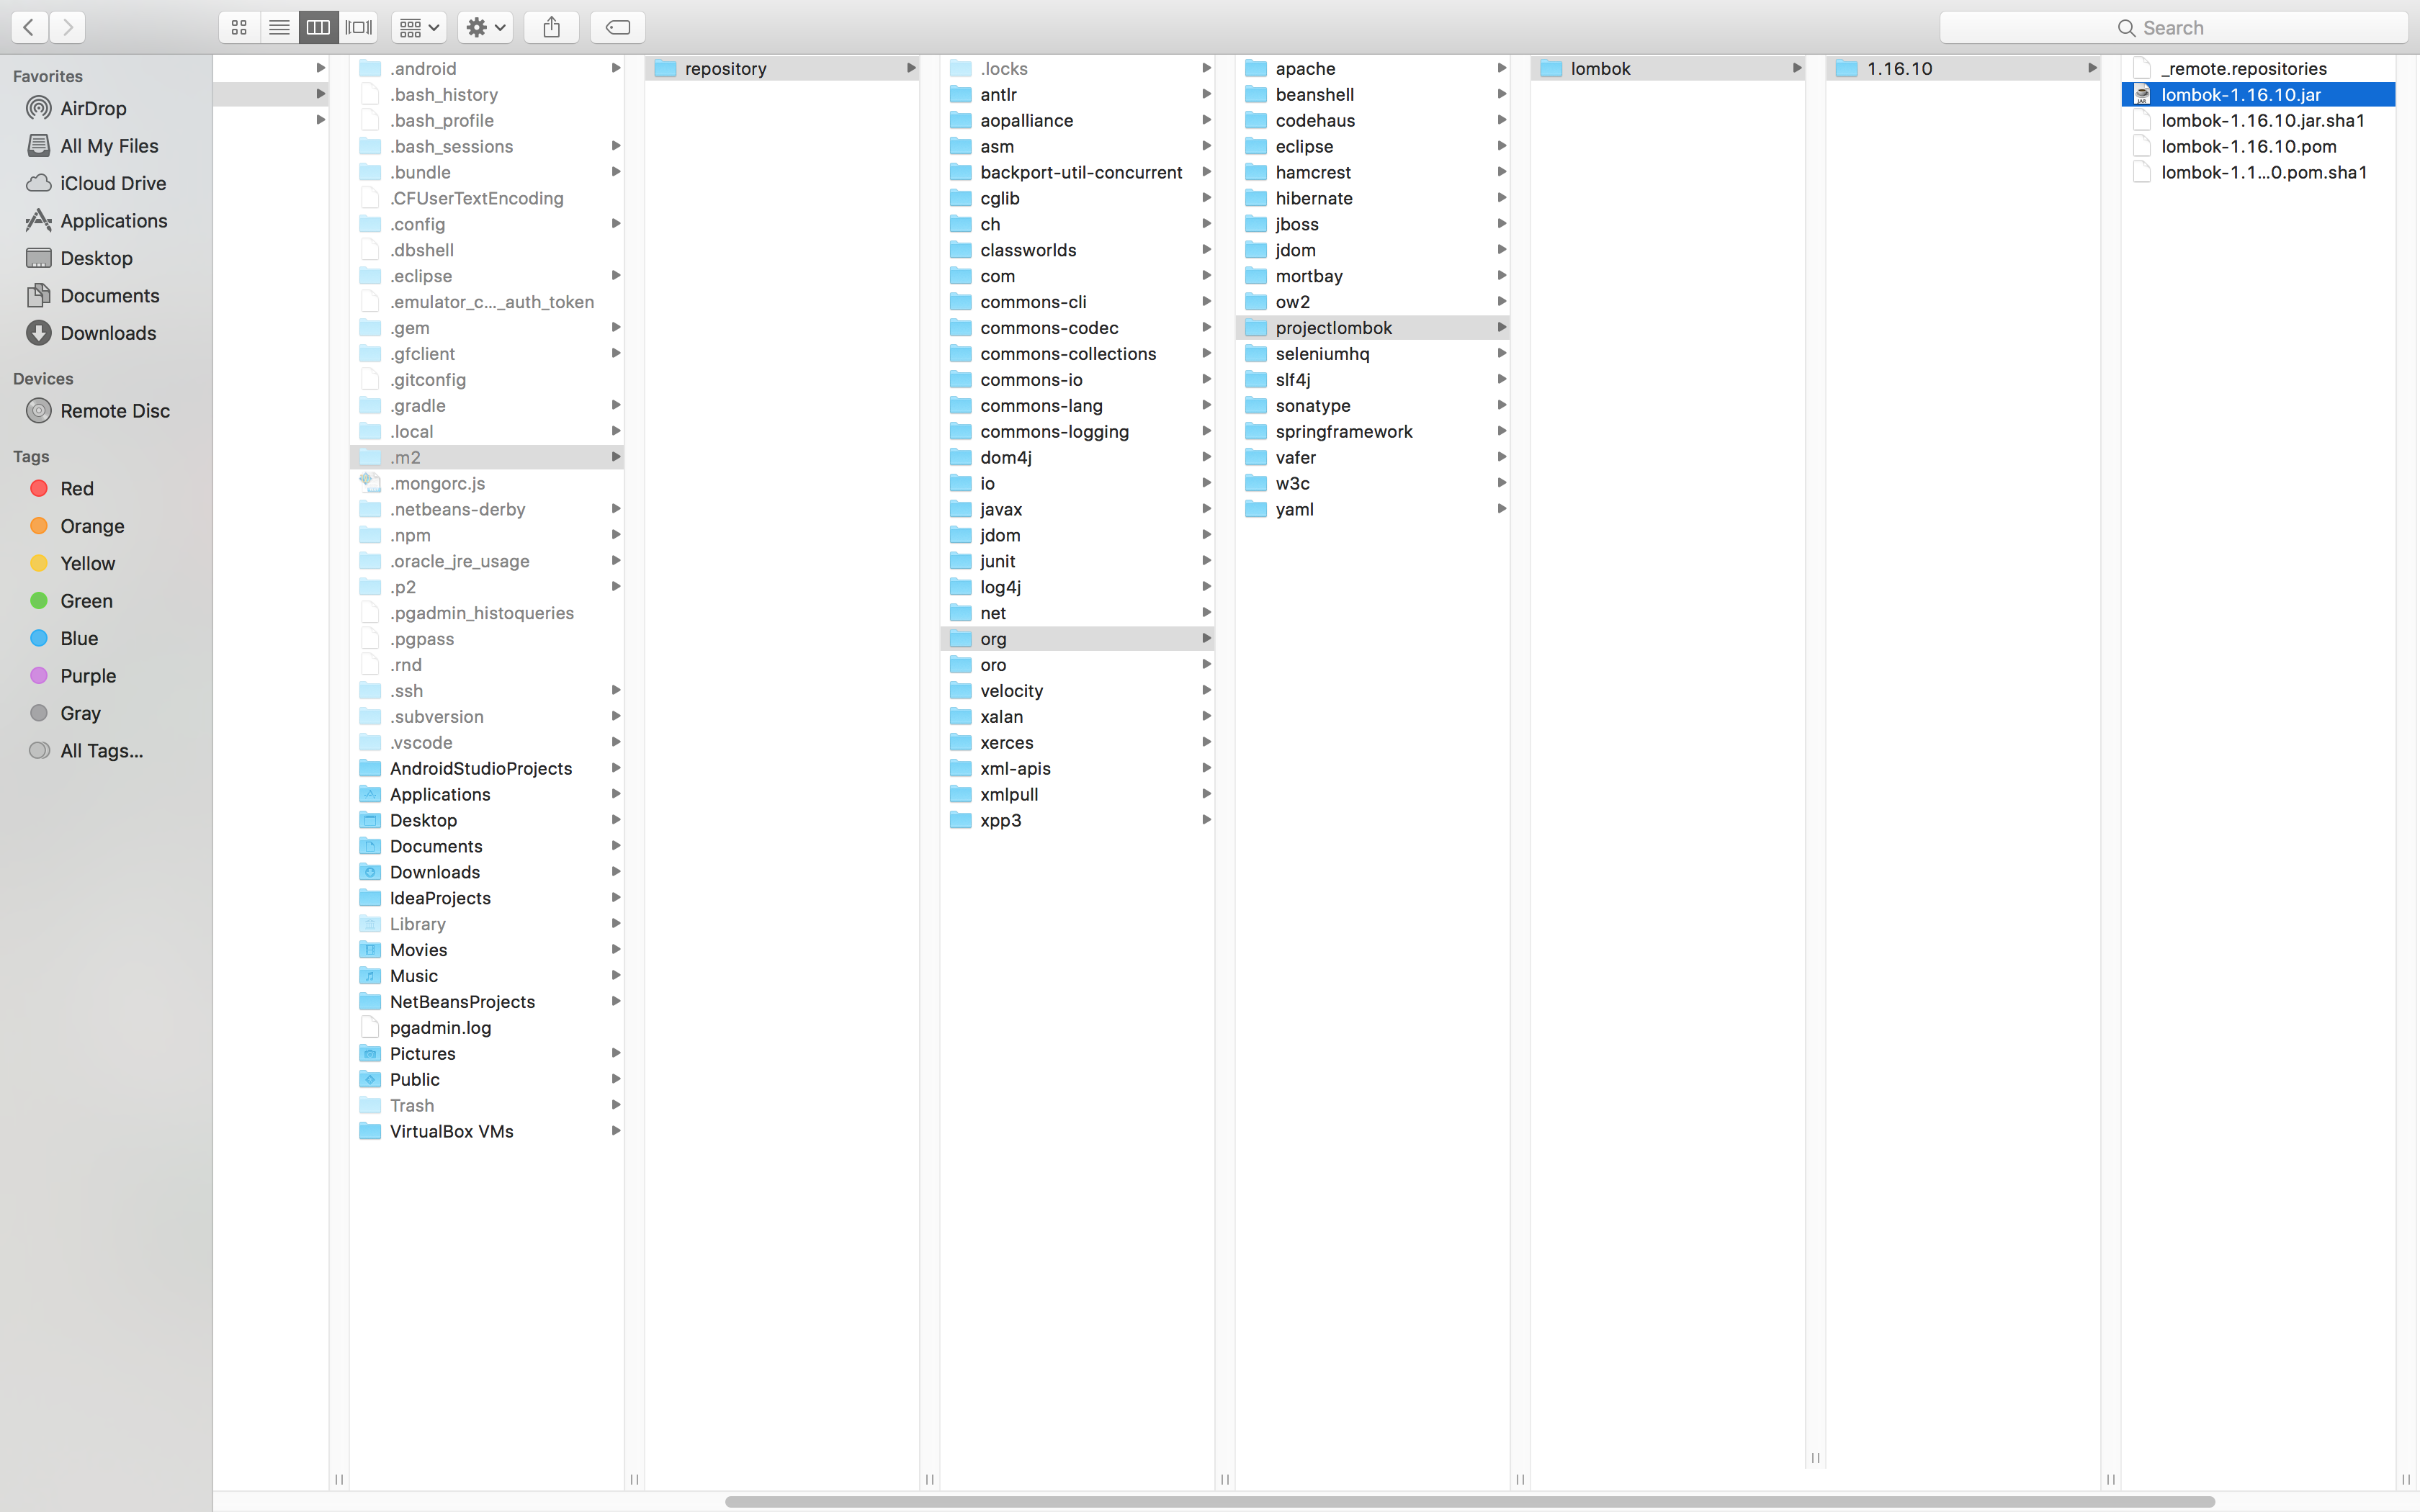 Search
Favorites
AirDrop
All My Files
iCloud Drive
Applications
Desktop
Documents
Downloads
Devices
Remote Disc
Tags
Red
Orange
Yellow
Green
Blue
Purple
Gray
All Tags...
.android
.bash_history
.bash_profile
.bash_sessions
.bundle
.CFUserTextEncoding
.config
.dbshell
.eclipse
.emulator_c..._auth_token
.gem
.gfclient
.gitconfig
.gradle
.local
.m2
.mongorc.js
.netbeans-derby
.npm
.oracle_jre_usage
.p2
.pgadmin_histoqueries
.pgpass
.rnd
.ssh
.subversion
.vscode
AndroidStudioProjects
Applications
Desktop
Documents
Downloads
IdeaProjects
Library
Movies
Music
NetBeansProjects
pgadmin.log
Pictures
Public
Trash
VirtualBox VMs
repository
.locks
antlr
aopalliance
asm
backport-util-concurrent
cglib
ch
classworlds
com
commons-cli
commons-codec
commons-collections
commons-io
commons-lang
commons-logging
dom4j
io
javax
jdom
junit
log4j
net
org
oro
velocity
xalan
xerces
xml-apis
xmlpull
xpp3
apache
beanshell
codehaus
eclipse
hamcrest
hibernate
jboss
jdom
mortbay
ow2
projectlombok
seleniumhq
slf4j
sonatype
springframework
vafer
w3c
yaml
lombok
1.16.10
_remote.repositories
lombok-1.16.10.jar
lombok-1.16.10.jar.sha1
lombok-1.16.10.pom
lombok-1.1...0.pom.sha1